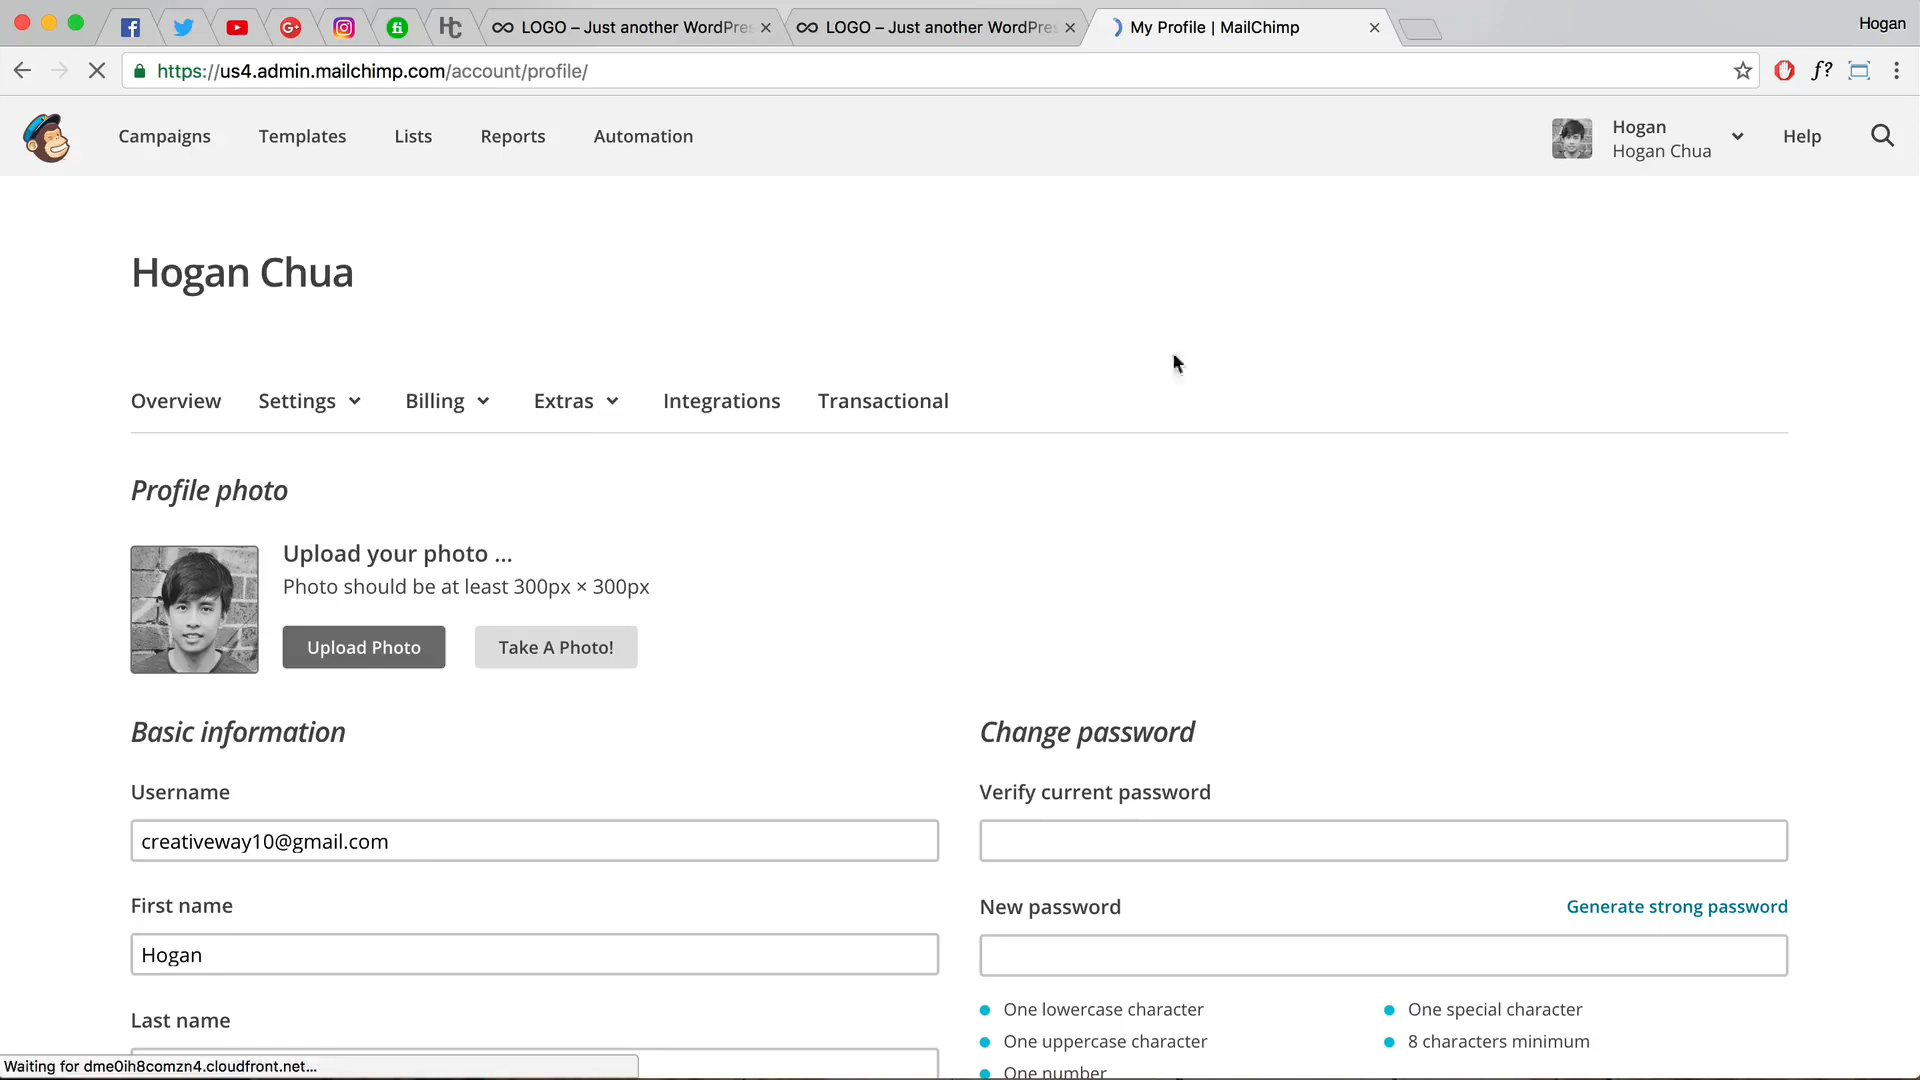 LOGO – Just another WordPres
LOGO – Just another WordPres
My Profile | MailChimp
Hogan
https://us4.admin.mailchimp.com/account/profile/
f?
Campaigns
Templates
Lists
Reports
Automation
Hogan
Hogan Chua
Help
Hogan Chua
Overview
Settings
Billing
Extras
Integrations
Transactional
Profile photo
Upload your photo ...
Photo should be at least 300px × 300px
Upload Photo
Take A Photo!
Basic information
Username
creativeway10@gmail.com
First name
Hogan
Last name
Change password
Verify current password
New password
Generate strong password
One lowercase character
One special character
One uppercase character
8 characters minimum
One number
Waiting for dme0ih8comzn4.cloudfront.net...